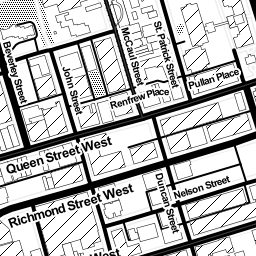 Beverley Street
John Street
McCaul Street
St. Patrick Street
Pullan Place
Renfrew Place
Queen Street West
Richmond Street West
Duncan Street
Nelson Street
West